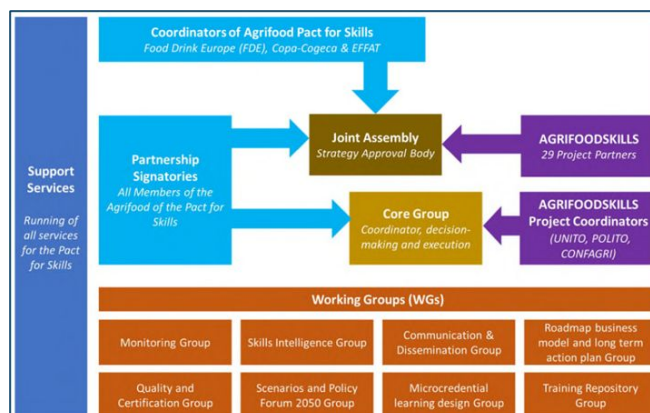 Coordinators of Agrifood Pact for Skills
Food Drink Europe (FDE), Copa-Cogeca & EFFAT
Support
Services
Running of
all services
for the Pact
for Skills
Partnership
Signatories
All Members of the
Agrifood of the Pact for
Skills
Joint Assembly
Strategy Approval Body
AGRIFOODSKILLS
29 Project Partners
Core Group
Coordinator, decision-
making and execution
AGRIFOODSKILLS
Project Coordinators
(UNITO, POLITO,
CONFAGRI)
Working Groups (WGs)
Monitoring Group
Skills Intelligence Group
Communication &
Dissemination Group
Roadmap business
model and long term
action plan Group
Quality and
Certification Group
Scenarios and Policy
Forum 2050 Group
Microcredential
learning design Group
Training Repository
Group